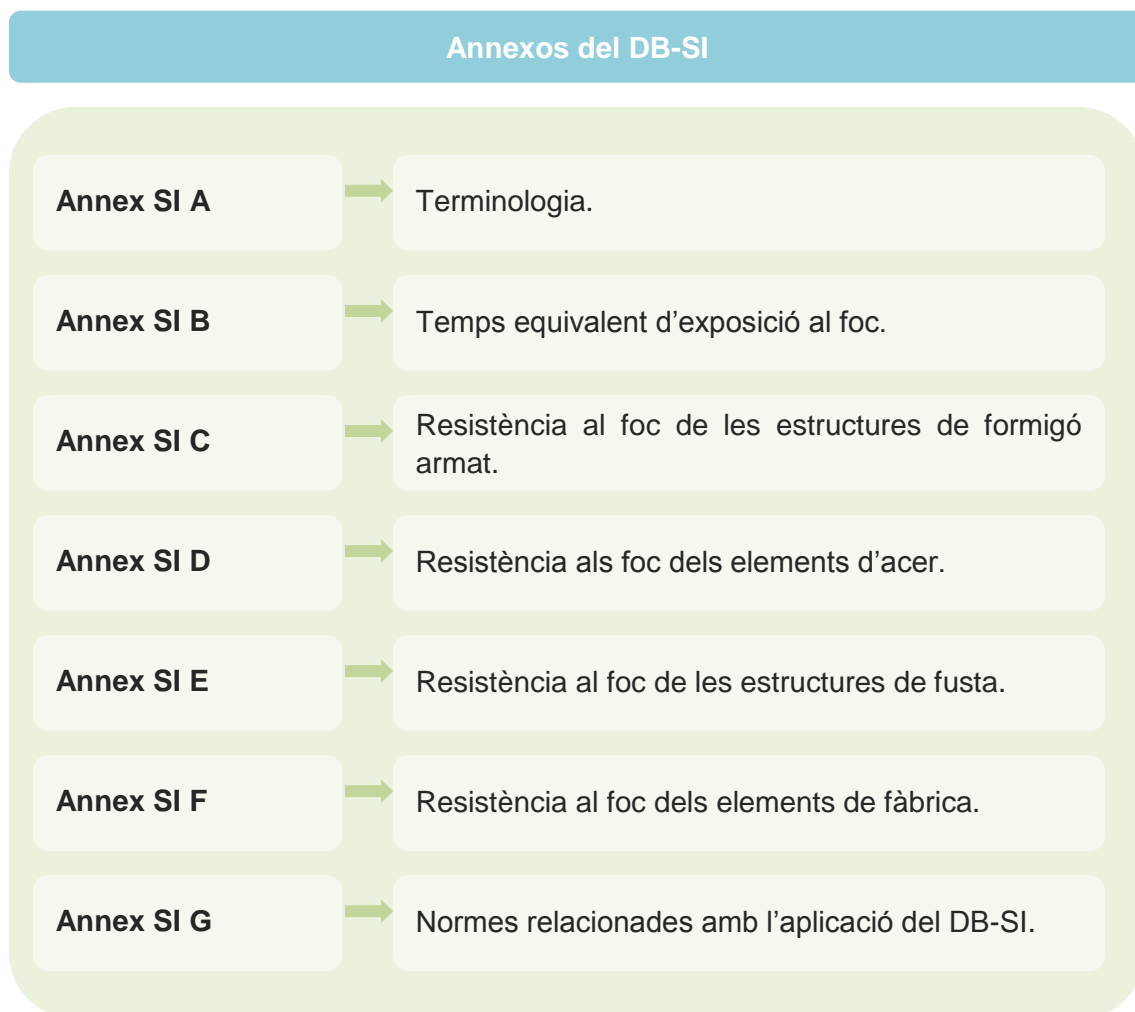 Annexos del DB-SI
Annex SI A
Terminologia.
Annex SI B
Temps equivalent d’exposició al foc.
Annex SI C
Resistència al foc de les estructures de formigó
armat.
Annex SI D
Resistència als foc dels elements d’acer.
Annex SI E
Resistència al foc de les estructures de fusta.
Annex SI F
Resistència al foc dels elements de fàbrica.
Annex SI G
Normes relacionades amb l’aplicació del DB-SI.